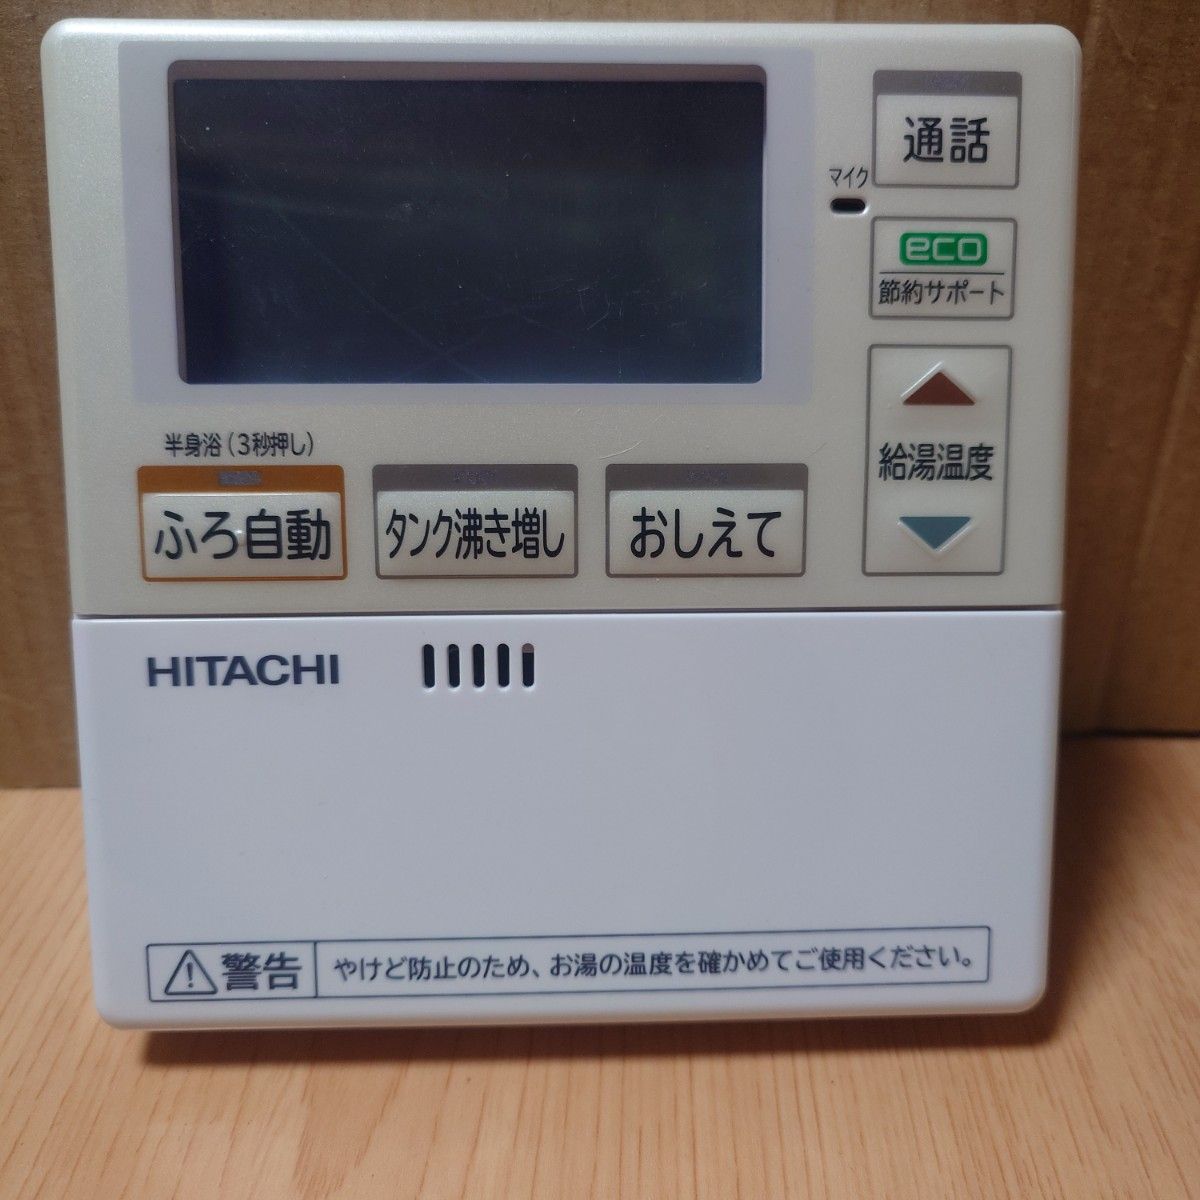 通話
マイク
eco
節約サポート
給湯温度
半身浴(3秒押し)
ふろ自動
タンク沸き増し
おしえて
HITACHI
警告
やけど防止のため、お湯の温度を確かめてご使用ください。